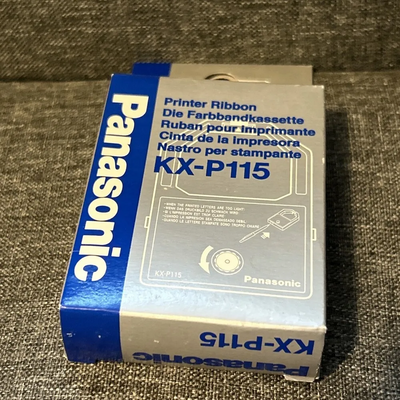 Panasonic
Printer Ribbon
Die Farbbandkassette
Ruban pour imprimante
Cinta de la impresora
Nastro per stampante
KX-P115
KX-P115
Panasonic
Panasonic
KX-P115